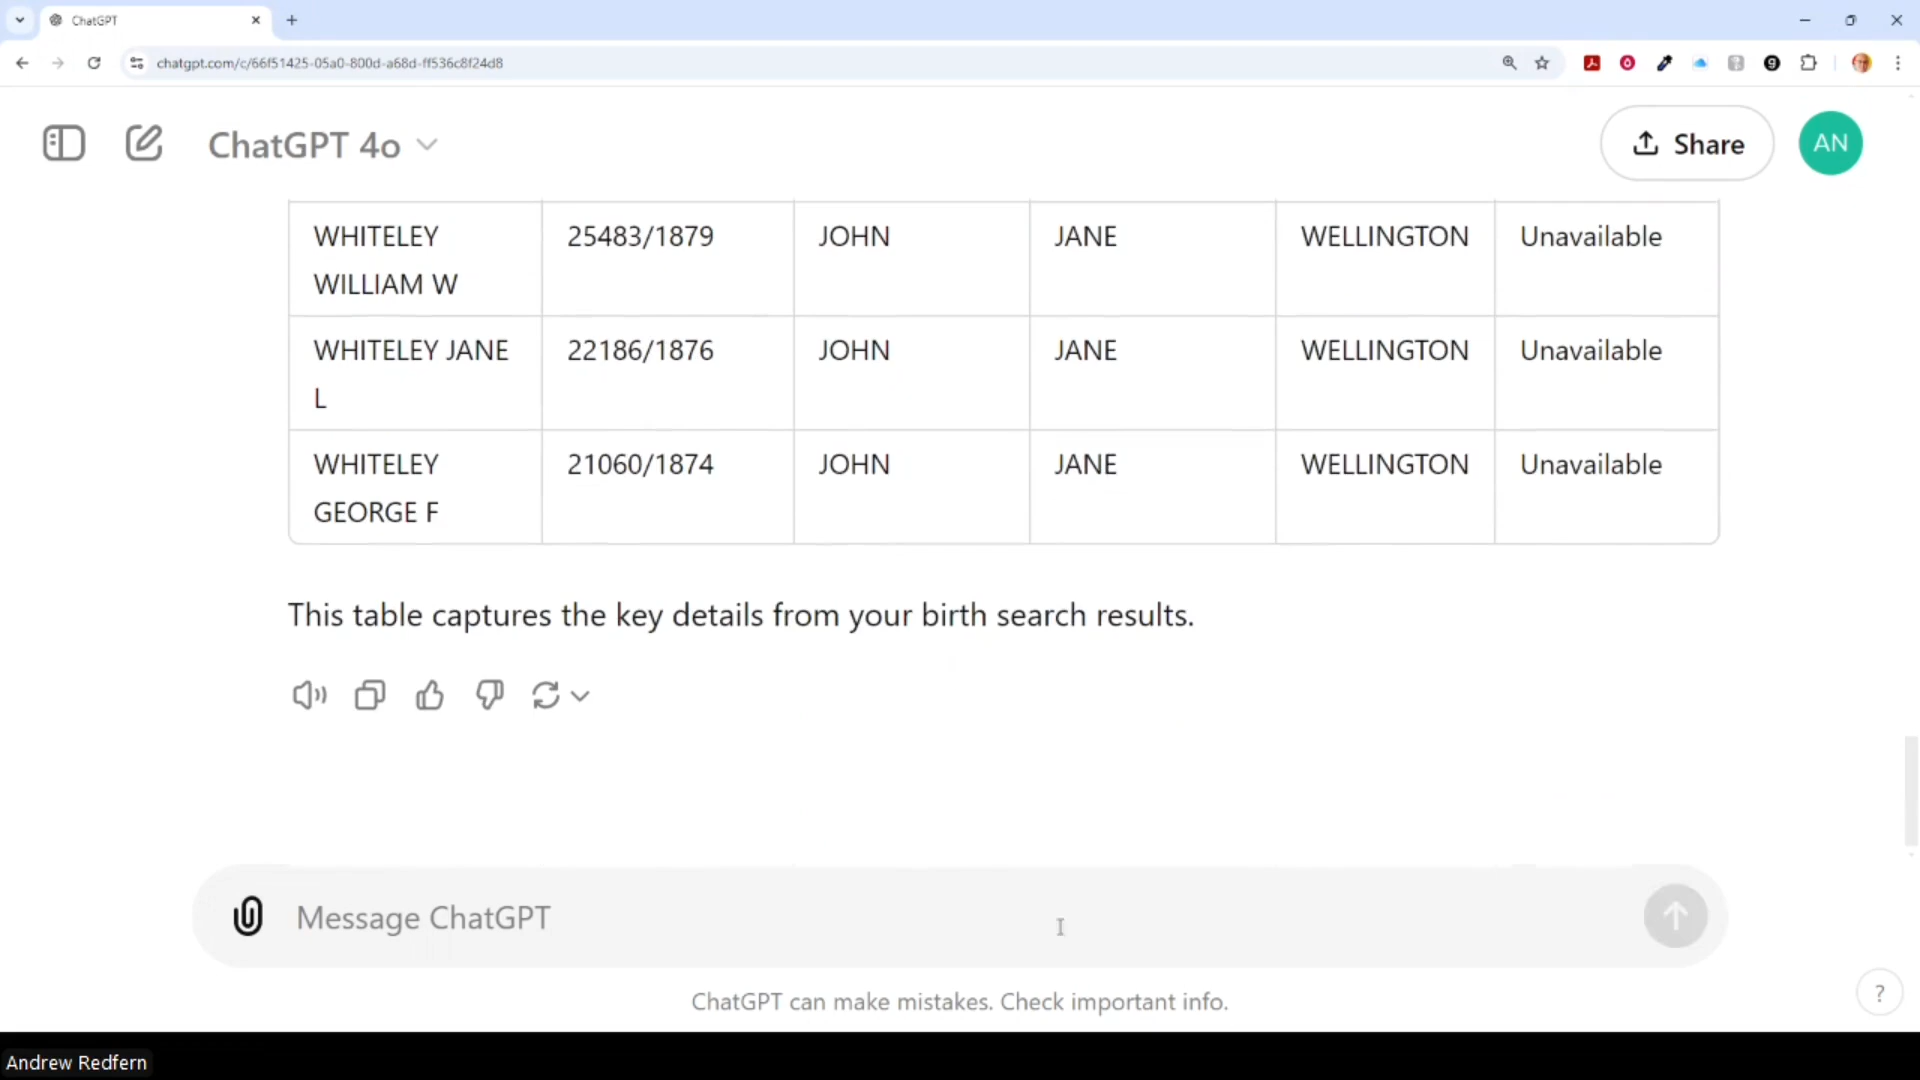 ChatGPT
chatgpt.com/c/66f51425-05a0-800d-a68d-ff536c8f24d8
ChatGPT 4o
Share
AN
WHITELEY WILLIAM W 25483/1879 JOHN JANE WELLINGTON Unavailable
WHITELEY JANE L 22186/1876 JOHN JANE WELLINGTON Unavailable
WHITELEY GEORGE F 21060/1874 JOHN JANE WELLINGTON Unavailable
This table captures the key details from your birth search results.
Message ChatGPT
ChatGPT can make mistakes. Check important info.
?
Andrew Redfern